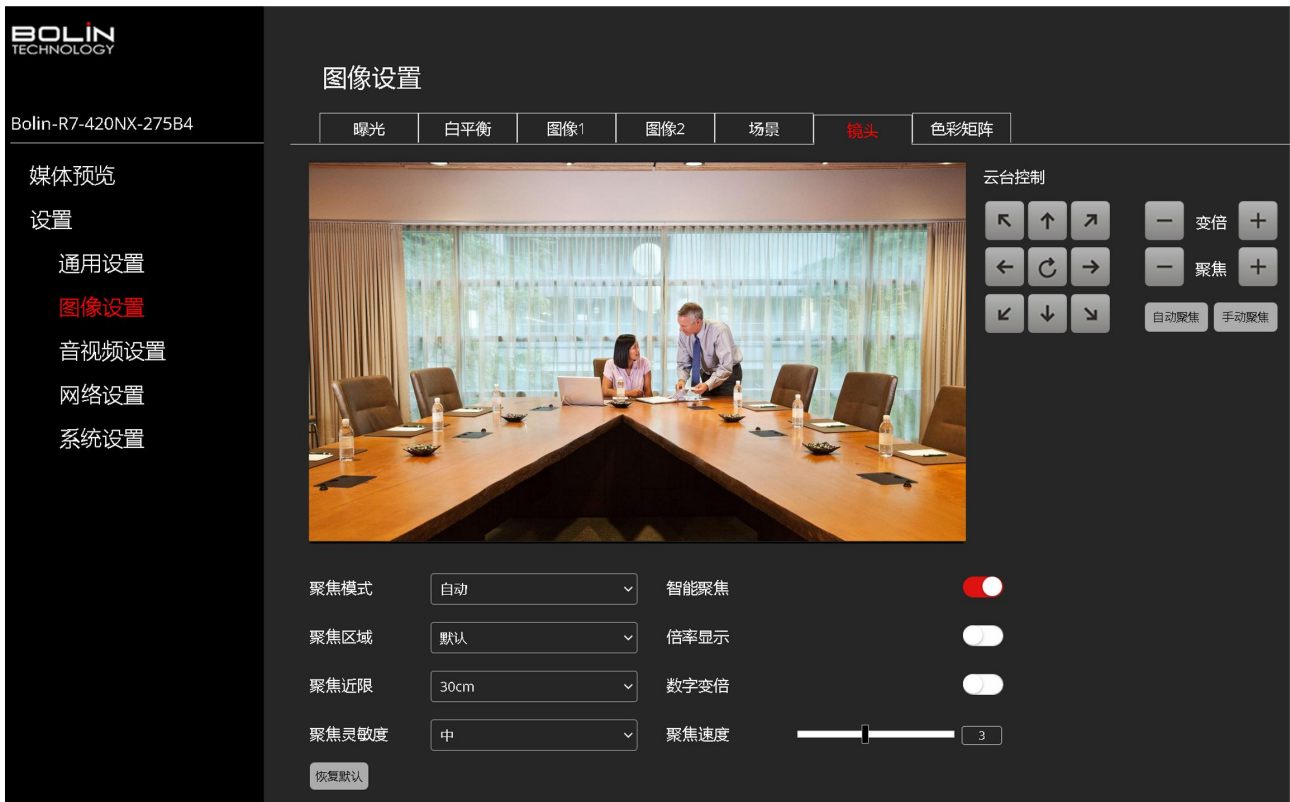 BOLIN
TECHNOLOGY
Bolin-R7-420NX-275B4
媒体预览
设置
通用设置
图像设置
音视频设置
网络设置
系统设置
图像设置
曝光 白平衡 图像1 图像2 场景 镜头 色彩矩阵
云台控制
变倍
聚焦
自动聚焦 手动聚焦
聚焦模式 自动 智能聚焦
聚焦区域 默认 倍率显示
聚焦近限 30cm 数字变倍
聚焦灵敏度 中 聚焦速度 3
恢复默认